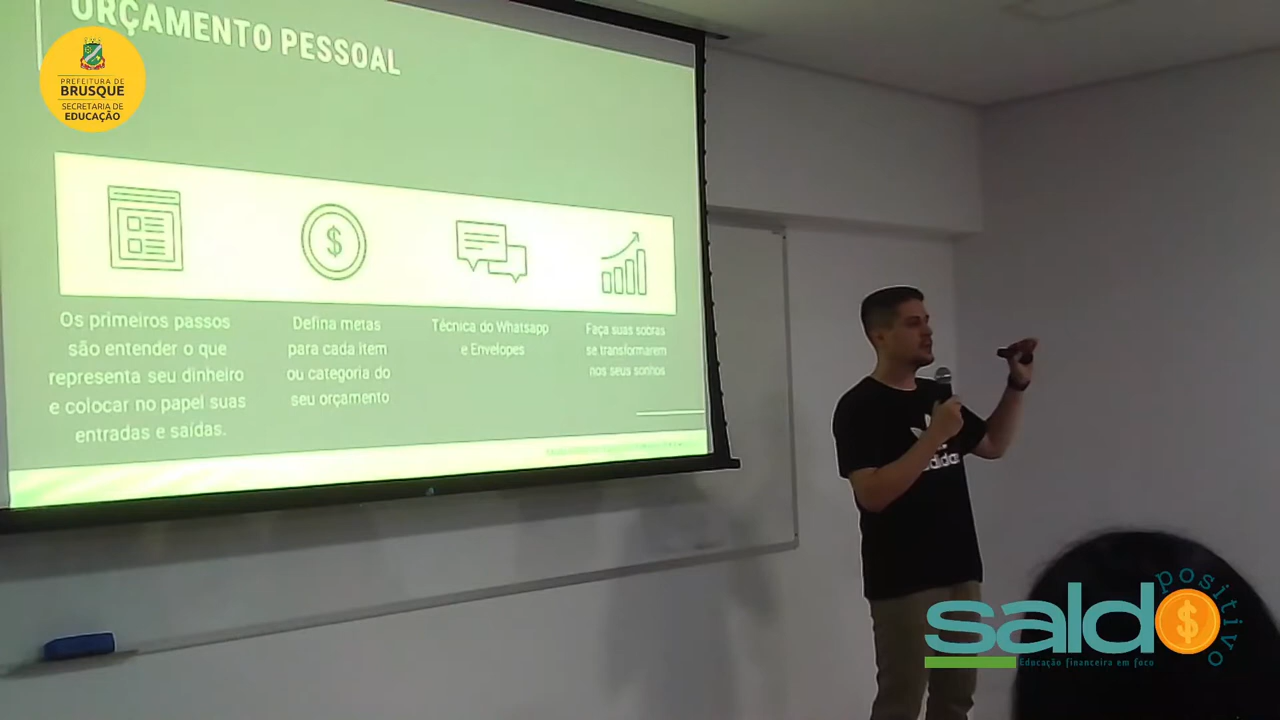 ORÇAMENTO PESSOAL
PREFEITURA DE
BRUSQUE
SECRETARIA DE
EDUCAÇÃO
$
Os primeiros passos
são entender o que
representa seu dinheiro
e colocar no papel suas
entradas e saídas.
Defina metas
para cada item
ou categoria do
seu orçamento
Técnica do Whatsapp
e Envelopes
Faça suas sobras
se transformarem
nos seus sonhos
adidas
saldo
positivo
$
Educação financeira em foco